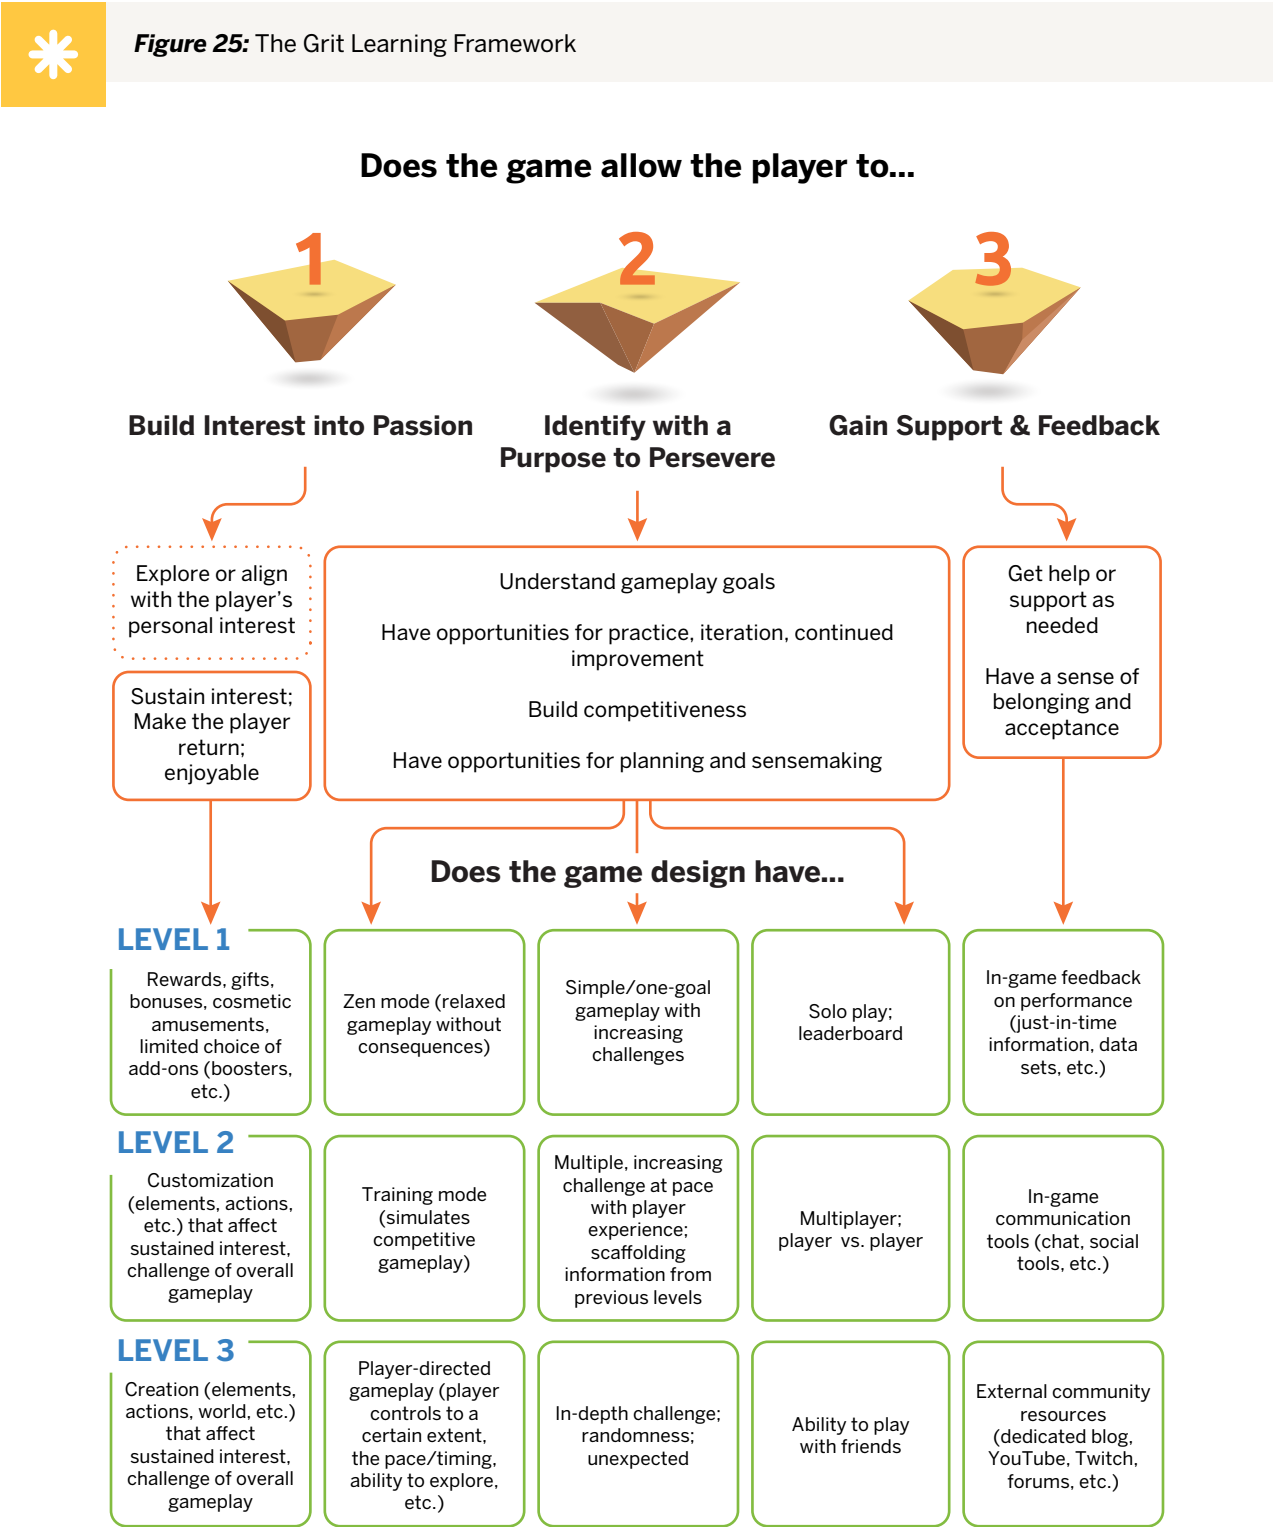 Figure 25: The Grit Learning Framework
Does the game allow the player to...
1
2
3
Build Interest into Passion
Identify with a
Purpose to Persevere
Gain Support & Feedback
Explore or align
with the player's
personal interest
Sustain interest;
Make the player
return;
enjoyable
Understand gameplay goals
Have opportunities for practice, iteration, continued
improvement
Build competitiveness
Have opportunities for planning and sensemaking
Get help or
support as
needed
Have a sense of
belonging and
acceptance
Does the game design have...
LEVEL 1
Rewards, gifts,
bonuses, cosmetic
amusements,
limited choice of
add-ons (boosters,
etc.)
Zen mode (relaxed
gameplay without
consequences)
Simple/one-goal
gameplay with
increasing
challenges
Solo play;
leaderboard
In-game feedback
on performance
(just-in-time
information, data
sets, etc.)
LEVEL 2
Customization
(elements, actions,
etc.) that affect
sustained interest,
challenge of overall
gameplay
Training mode
(simulates
competitive
gameplay)
Multiple, increasing
challenge at pace
with player
experience;
scaffolding
information from
previous levels
Multiplayer;
player vs. player
In-game
communication
tools (chat, social
tools, etc.)
LEVEL 3
Creation (elements,
actions, world, etc.)
that affect
sustained interest,
challenge of overall
gameplay
Player-directed
gameplay (player
controls to a
certain extent,
the pace/timing,
ability to explore,
etc.)
In-depth challenge;
randomness;
unexpected
Ability to play
with friends
External community
resources
(dedicated blog,
YouTube, Twitch,
forums, etc.)